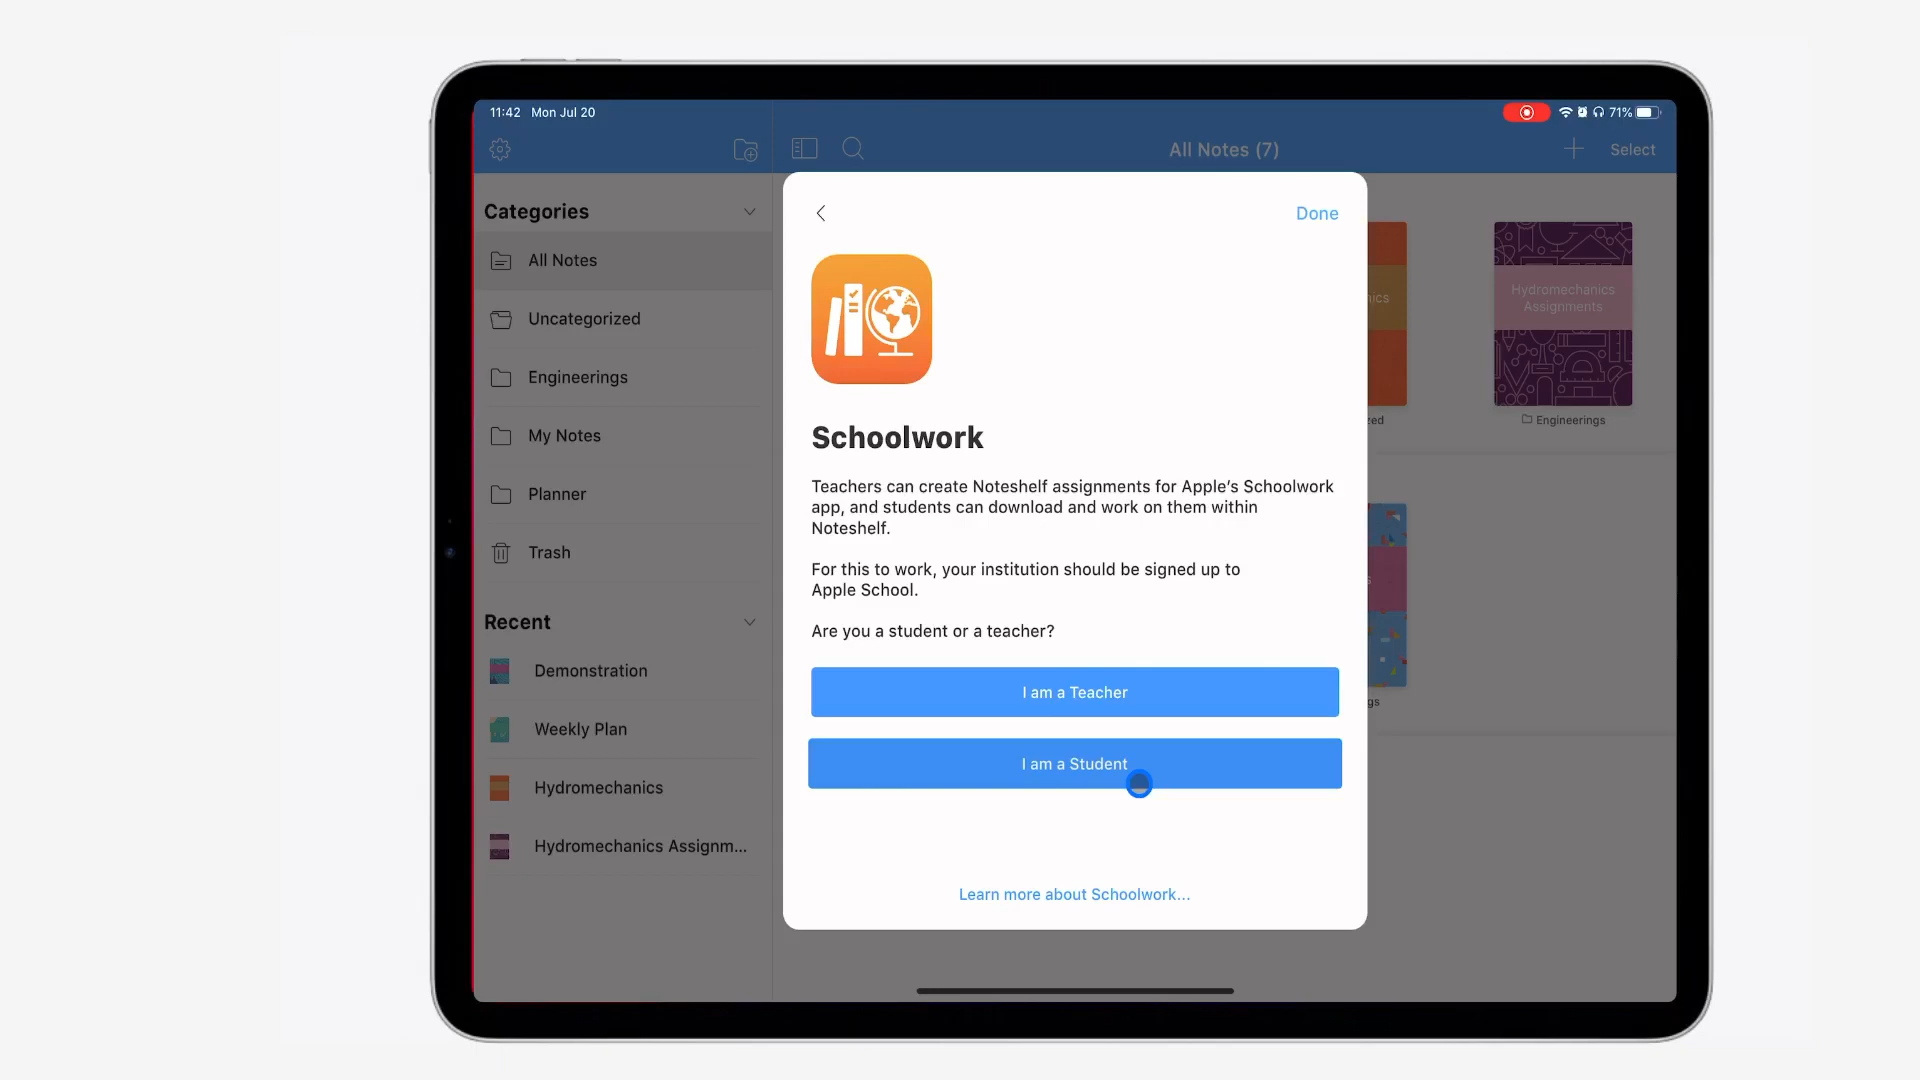 11:42 Mon Jul 20
71%
All Notes (7)
Select
Categories
All Notes
Uncategorized
Engineerings
My Notes
Planner
Trash
Recent
Demonstration
Weekly Plan
Hydromechanics
Hydromechanics Assignm...
Done
Schoolwork
Teachers can create Noteshelf assignments for Apple’s Schoolwork
app, and students can download and work on them within
Noteshelf.
For this to work, your institution should be signed up to
Apple School.
Are you a student or a teacher?
I am a Teacher
I am a Student
Learn more about Schoolwork...
ics
zed
Hydromechanics
Assignments
Engineerings
s
gs